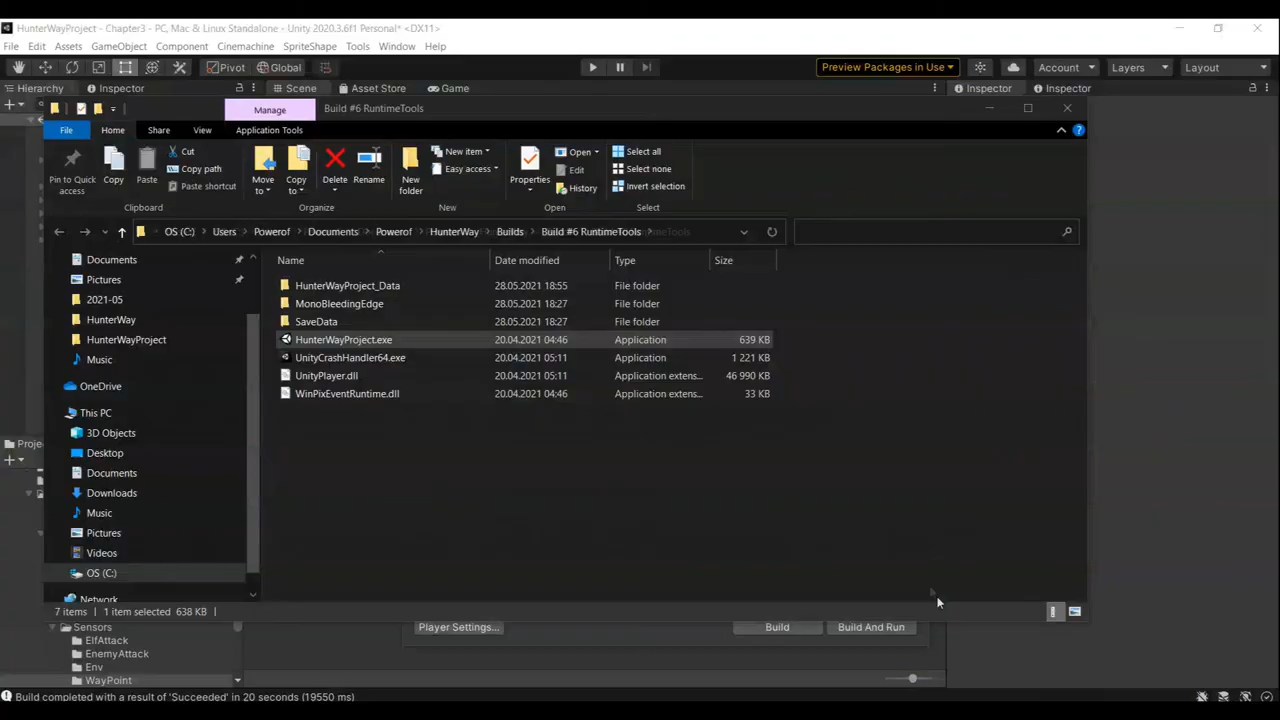 HunterWayProject - Chapter3 - PC, Mac & Linux Standalone - Unity 2020.3.6f1 Personal* <DX11>
File Edit Assets GameObject Component Cinemachine SpriteShape Tools Window Help
Pivot Global Preview Packages in Use Account Layers Layout
Hierarchy Inspector Scene Asset Store Game Inspector Inspector
Manage Build #6 RuntimeTools
File Home Share View Application Tools
Pin to Quick access
Copy
Paste
Cut
Copy path
Paste shortcut
Clipboard
Move to
Copy to
Delete
Rename
Organize
New folder
New item
Easy access
New
Properties
Open
Edit
History
Open
Select all
Select none
Invert selection
Select
OS (C:) Users Powerof Documents Powerof HunterWay Builds Build #6 RuntimeTools
Documents
Pictures
2021-05
HunterWay
HunterWayProject
Music
OneDrive
This PC
3D Objects
Desktop
Documents
Downloads
Music
Pictures
Videos
OS (C:)
Network
Name Date modified Type Size
HunterWayProject_Data 28.05.2021 18:55 File folder
MonoBleedingEdge 28.05.2021 18:27 File folder
SaveData 28.05.2021 18:27 File folder
HunterWayProject.exe 20.04.2021 04:46 Application 639 KB
UnityCrashHandler64.exe 20.04.2021 05:11 Application 1 221 KB
UnityPlayer.dll 20.04.2021 05:11 Application extens... 46 990 KB
WinPixEventRuntime.dll 20.04.2021 04:46 Application extens... 33 KB
7 items 1 item selected 638 KB
Projec
Sensors
ElfAttack
EnemyAttack
Env
WayPoint
Player Settings... Build Build And Run
Build completed with a result of 'Succeeded' in 20 seconds (19550 ms)